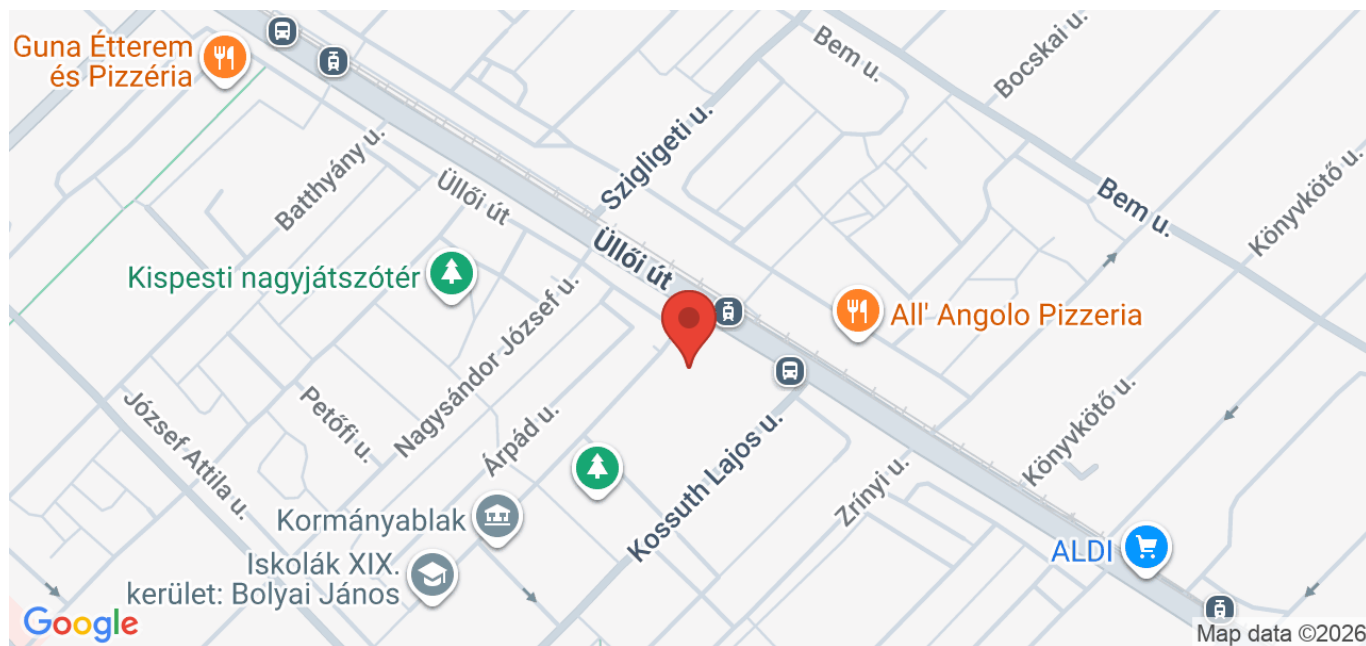 Guna Étterem
és Pizzéria
Bem u.
Bocskai u.
Szigligeti u.
Batthyány u.
Üllői út
Bem u.
Könyvkötő u.
Üllői út
Kispesti nagyjátszótér
All' Angolo Pizzeria
Nagysándor József u.
Petőfi u.
József Attila u.
Árpád u.
Könyvkötő u.
Kossuth Lajos u.
Zrínyi u.
Kormányablak
ALDI
Iskolák XIX.
kerület: Bolyai János
Google
Map data ©2026